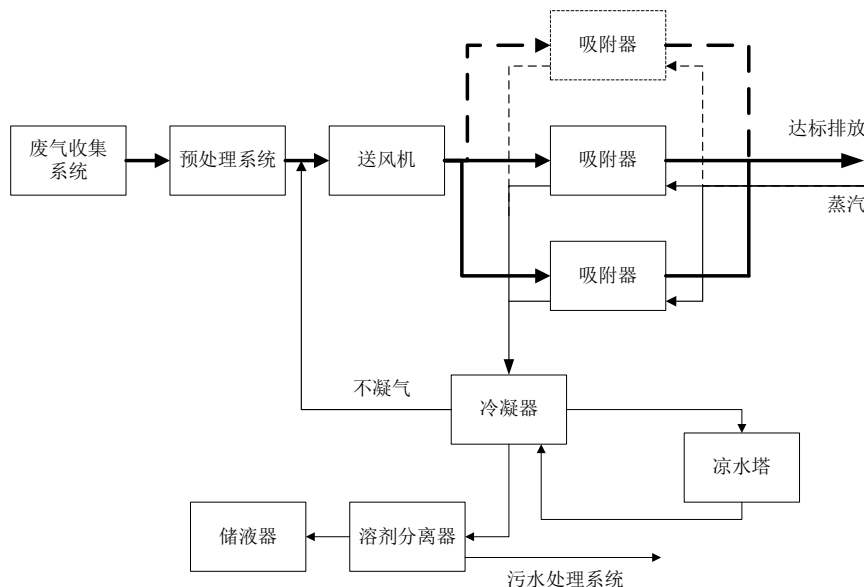 吸附器
达标排放
废气收集
系统
预处理系统
送风机
吸附器
蒸汽
吸附器
不凝气
冷凝器
凉水塔
储液器
溶剂分离器
污水处理系统